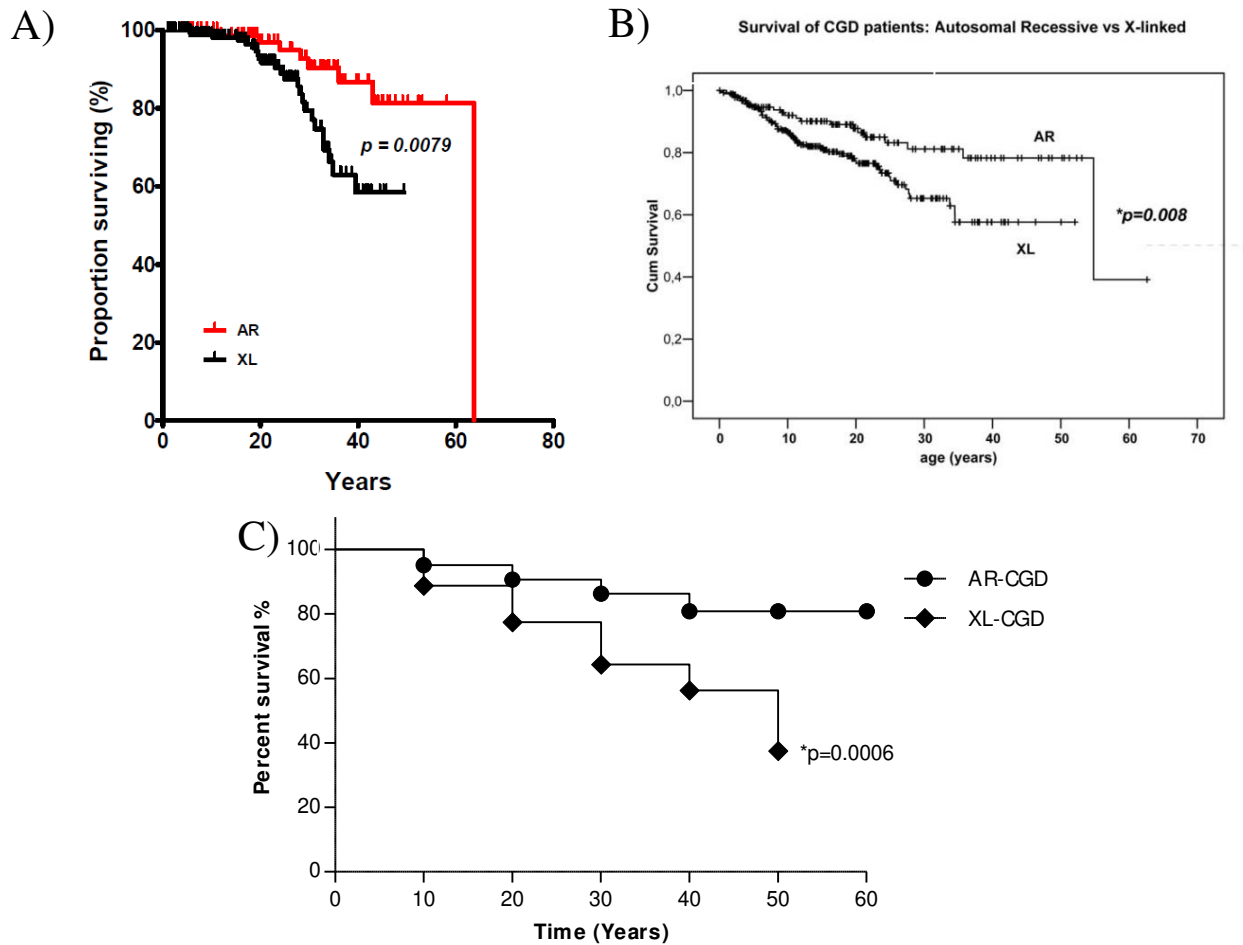 A)
Proportion surviving (%)
100
80
60
40
20
0
p = 0.0079
AR
XL
0 20 40 60 80
Years
B)
Survival of CGD patients: Autosomal Recessive vs X-linked
Cum Survival
1,0
0,8
0,6
0,4
0,2
0,0
AR
*p=0.008
XL
0 10 20 30 40 50 60 70
age (years)
C)
Percent survival %
100
80
60
40
20
0
AR-CGD
XL-CGD
*p=0.0006
0 10 20 30 40 50 60
Time (Years)